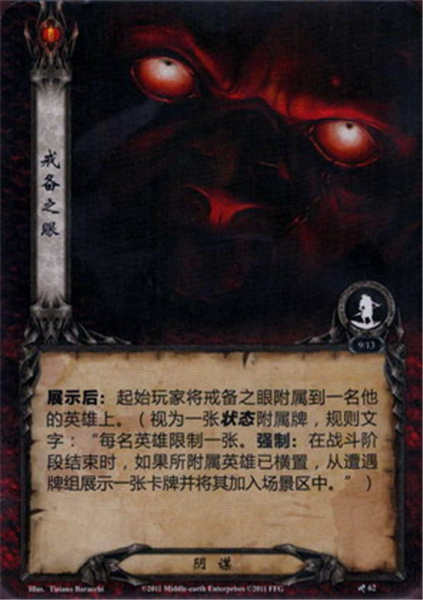 戒备之眼
9/13
展示后：起始玩家将戒备之眼附属到一名他
的英雄上。（视为一张状态附属牌，规则文
字：“每名英雄限制一张。强制：在战斗阶
段结束时，如果所附属英雄已横置，从遭遇
牌组展示一张卡牌并将其加入场景区中。”）
阴谋
Illus. Tiziano Baracchi
©2011 Middle-earth Enterprises ©2011 FFG
62